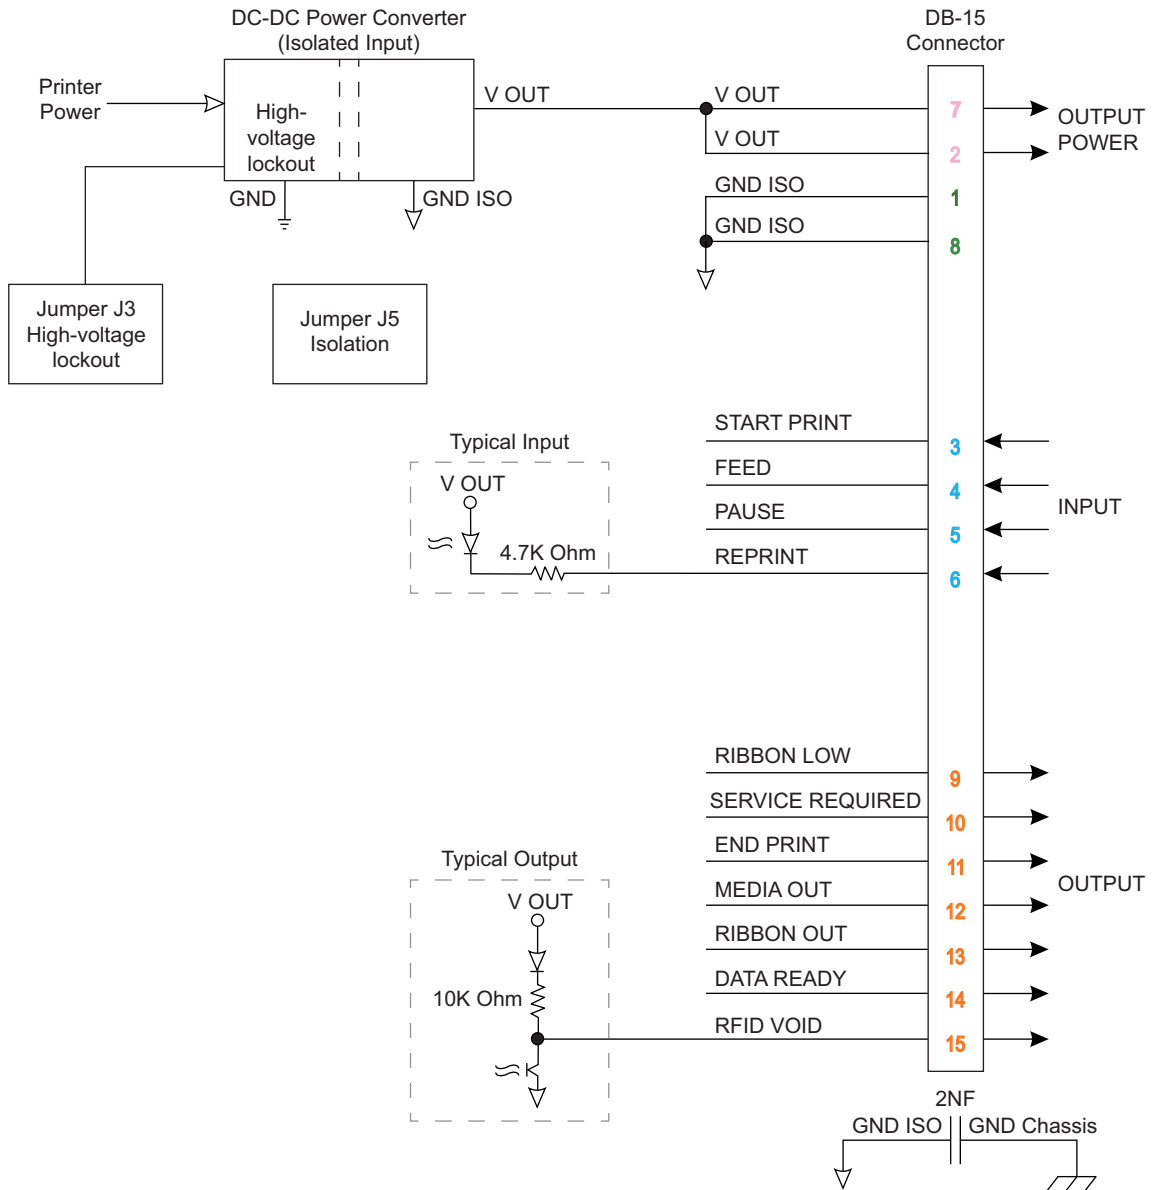 DC-DC Power Converter
(Isolated Input)
DB-15
Connector
Printer
Power
High-
voltage
lockout
V OUT
V OUT
7
OUTPUT
POWER
V OUT
2
GND
GND ISO
GND ISO
1
GND ISO
8
Jumper J3
High-voltage
lockout
Jumper J5
Isolation
START PRINT
3
Typical Input
FEED
4
V OUT
INPUT
PAUSE
5
4.7K Ohm
REPRINT
6
RIBBON LOW
9
SERVICE REQUIRED
10
END PRINT
11
Typical Output
MEDIA OUT
12
OUTPUT
V OUT
RIBBON OUT
13
DATA READY
14
10K Ohm
RFID VOID
15
2NF
GND ISO
GND Chassis